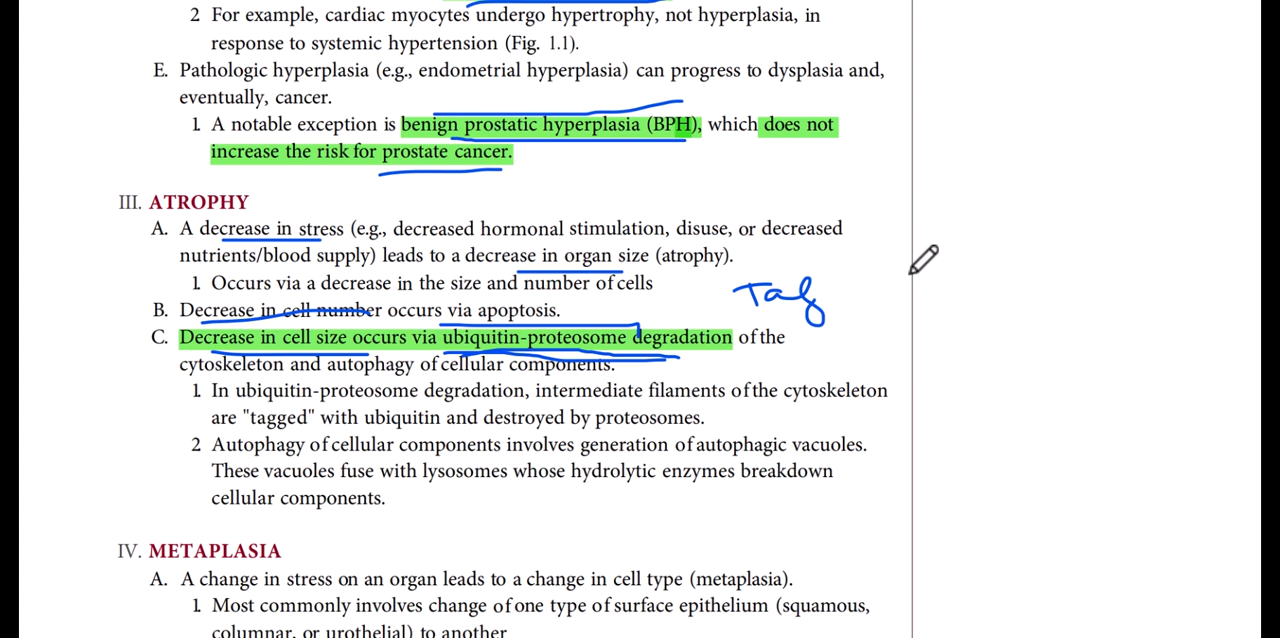 2 For example, cardiac myocytes undergo hypertrophy, not hyperplasia, in
response to systemic hypertension (Fig. 1.1).
E. Pathologic hyperplasia (e.g., endometrial hyperplasia) can progress to dysplasia and,
eventually, cancer.
1. A notable exception is benign prostatic hyperplasia (BPH), which does not
increase the risk for prostate cancer.
III. ATROPHY
A. A decrease in stress (e.g., decreased hormonal stimulation, disuse, or decreased
nutrients/blood supply) leads to a decrease in organ size (atrophy).
1. Occurs via a decrease in the size and number of cells
Tag
B. Decrease in cell number occurs via apoptosis.
C. Decrease in cell size occurs via ubiquitin-proteosome degradation of the
cytoskeleton and autophagy of cellular components.
1. In ubiquitin-proteosome degradation, intermediate filaments of the cytoskeleton
are "tagged" with ubiquitin and destroyed by proteosomes.
2 Autophagy of cellular components involves generation of autophagic vacuoles.
These vacuoles fuse with lysosomes whose hydrolytic enzymes breakdown
cellular components.
IV. METAPLASIA
A. A change in stress on an organ leads to a change in cell type (metaplasia).
1. Most commonly involves change of one type of surface epithelium (squamous,
columnar, or urothelial) to another